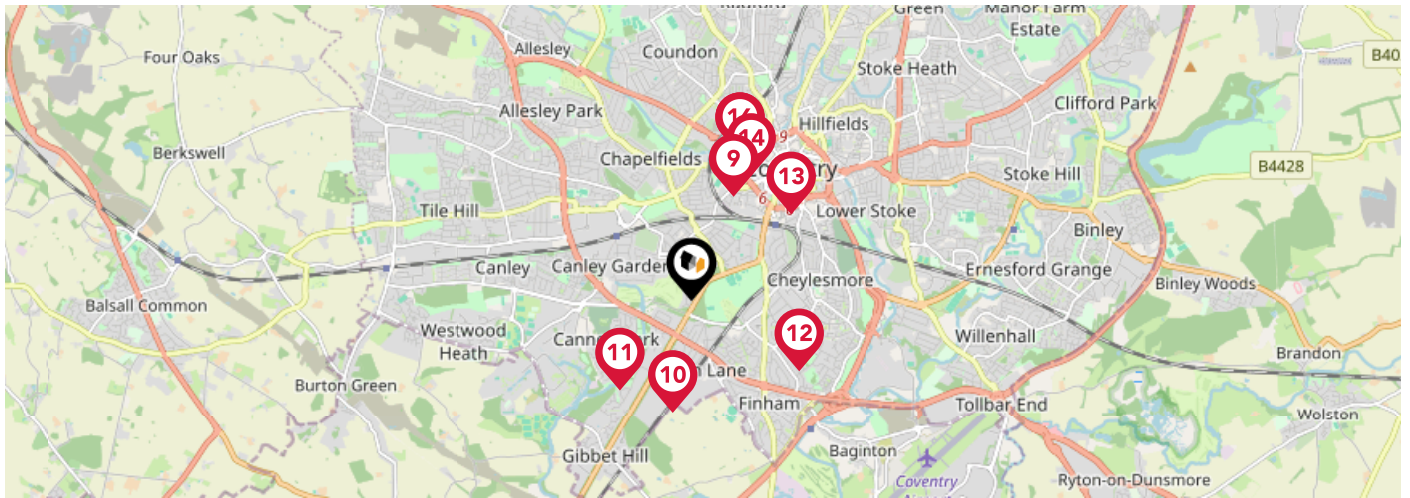 Green
Manor Farm
Estate
Allesley
Coundon
Four Oaks
Stoke Heath
B40
Allesley Park
Clifford Park
14
9
Hillfields
Berkswell
Chapelfields
9
13
B4428
Stoke Hill
6
Tile Hill
Lower Stoke
Binley
Canley
Canley
Cheylesmore
Ernesford Grange
Binley Woods
Balsall Common
Westwood
Heath
12
Willenhall
11
10
Lane
Brandon
Burton Green
Finham
Tollbar End
Wolston
Gibbet Hill
Baginton
Coventry
Ryton-on-Dunsmore